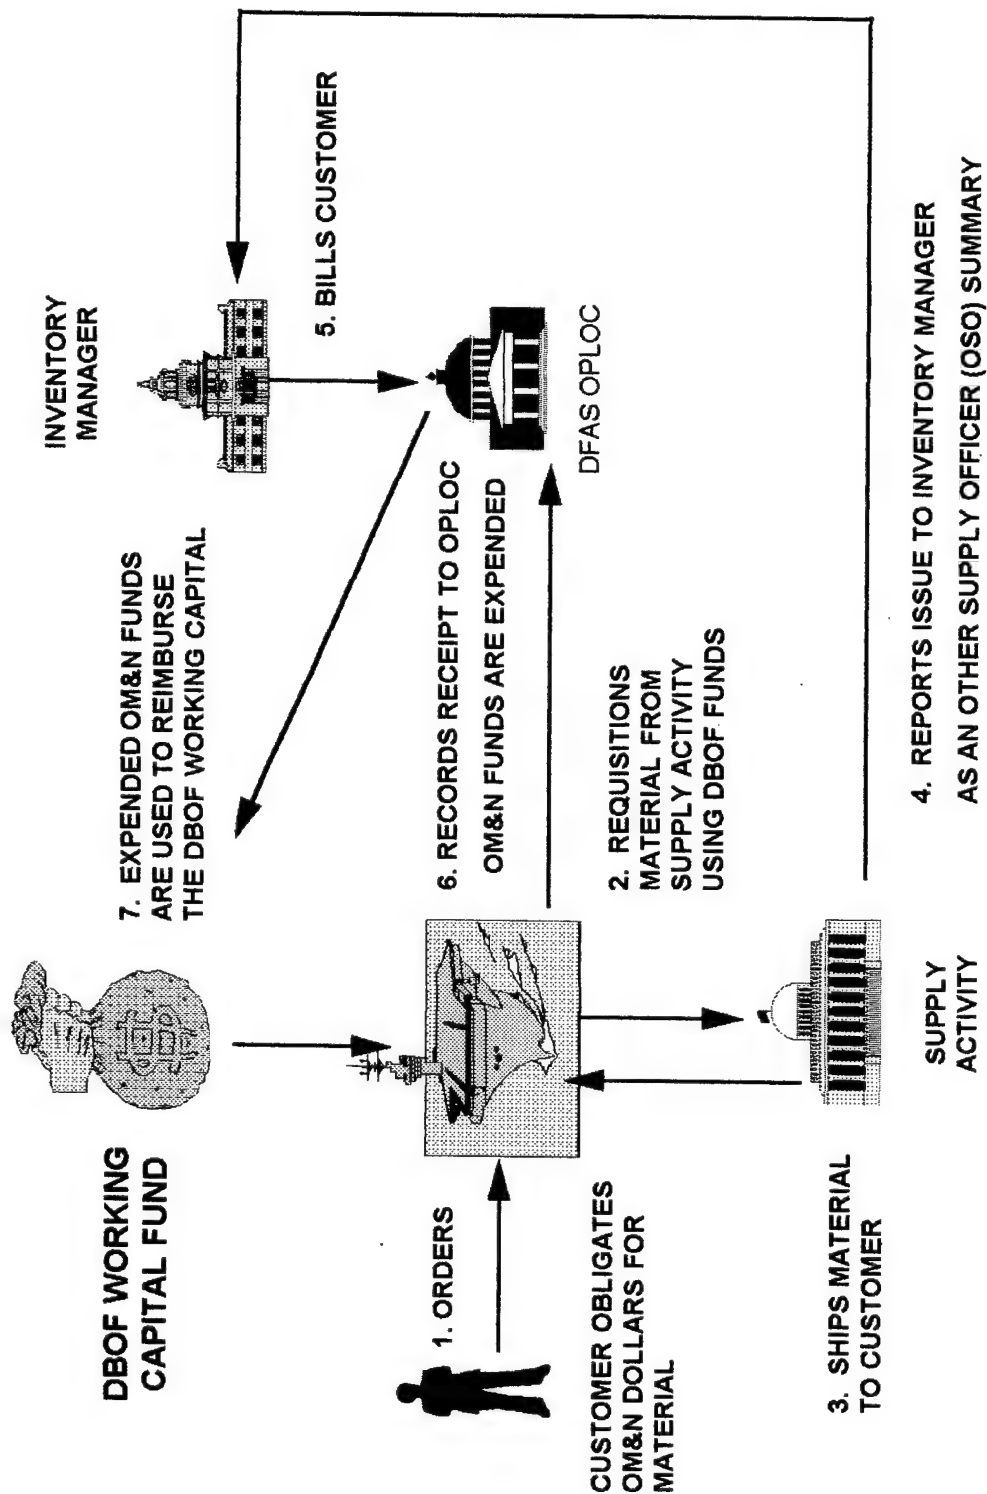 DBOF WORKING
CAPITAL FUND
1. ORDERS
CUSTOMER OBLIGATES
OM&N DOLLARS FOR
MATERIAL
2. REQUISITIONS
MATERIAL FROM
SUPPLY ACTIVITY
USING DBOF FUNDS
3. SHIPS MATERIAL
TO CUSTOMER
SUPPLY
ACTIVITY
4. REPORTS ISSUE TO INVENTORY MANAGER
AS AN OTHER SUPPLY OFFICER (OSO) SUMMARY
INVENTORY
MANAGER
5. BILLS CUSTOMER
DFAS OPLOC
6. RECORDS RECEIPT TO OPLOC
OM&N FUNDS ARE EXPENDED
7. EXPENDED OM&N FUNDS
ARE USED TO REIMBURSE
THE DBOF WORKING CAPITAL